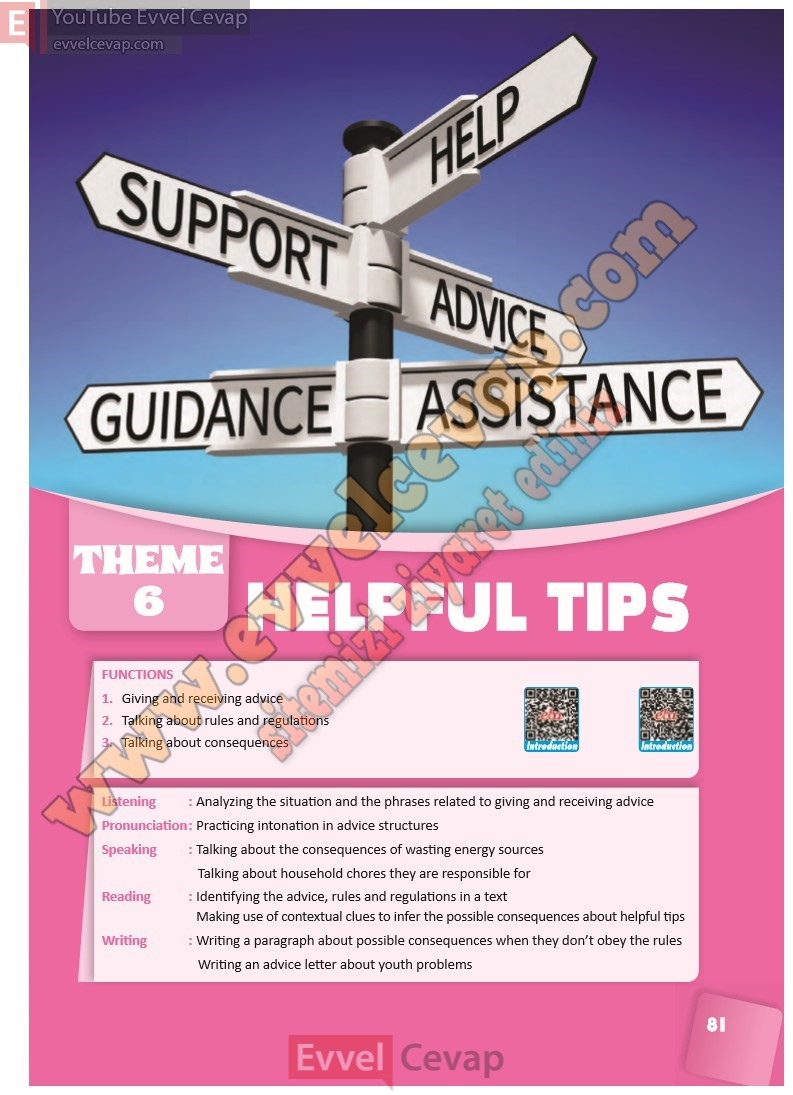 E
YouTube Evvel Cevap
evvelcevap.com
HELP
SUPPORT
ADVICE
GUIDANCE
ASSISTANCE
www.evvelcevap.com
sitemizi ziyaret edinin
THEME
6
HELPFUL TIPS
FUNCTIONS
1. Giving and receiving advice
2. Talking about rules and regulations
3. Talking about consequences
Introduction
Introduction
Listening : Analyzing the situation and the phrases related to giving and receiving advice
Pronunciation : Practicing intonation in advice structures
Speaking : Talking about the consequences of wasting energy sources
Talking about household chores they are responsible for
Reading : Identifying the advice, rules and regulations in a text
Making use of contextual clues to infer the possible consequences about helpful tips
Writing : Writing a paragraph about possible consequences when they don't obey the rules
Writing an advice letter about youth problems
81
Evvel Cevap